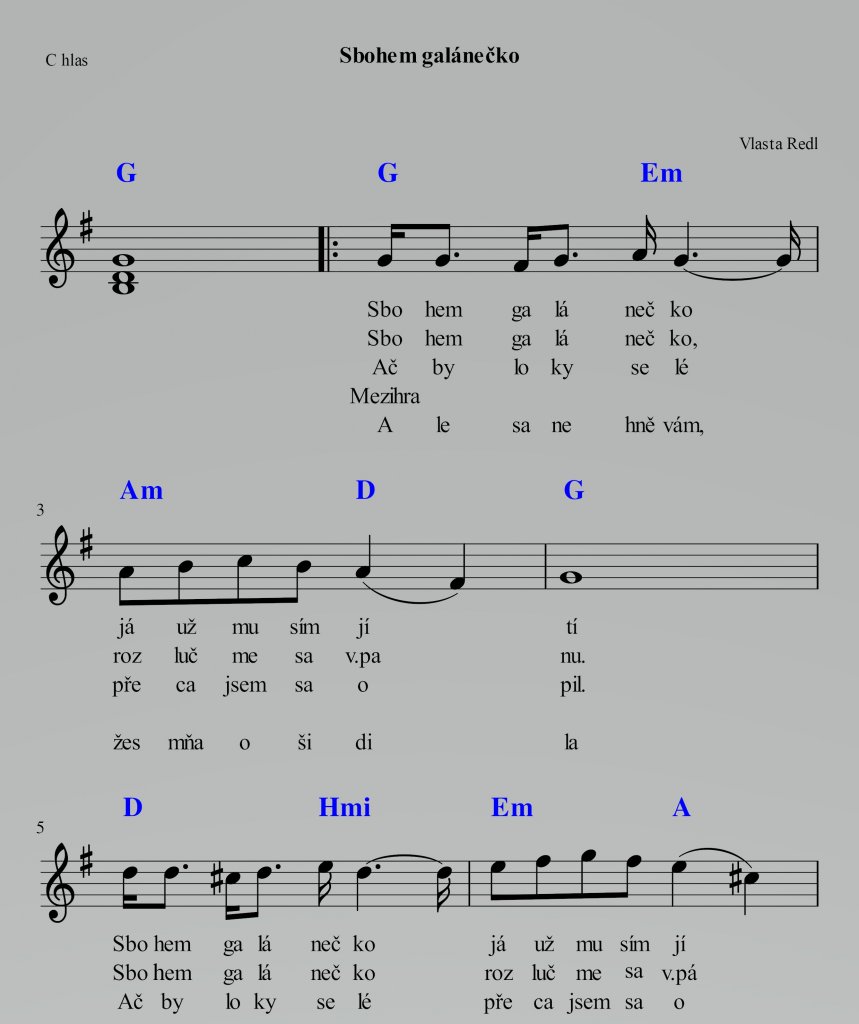 Sbohem galánečko
C hlas
Vlasta Redl
G G Em
Sbo hem ga lá neč ko
Sbo hem ga lá neč ko,
Ač by lo ky se lé
Mezihra
A le sa ne hně vám,
Am D G
3
já už mu sím jí tí
roz luč me sa v.pa nu.
pře ca jsem sa o pil.
žes mňa o ši di la
D Hmi Em A
5
Sbo hem ga lá neč ko já už mu sím jí
Sbo hem ga lá neč ko roz luč me sa v.pá
Ač by lo ky se lé pře ca jsem sa o